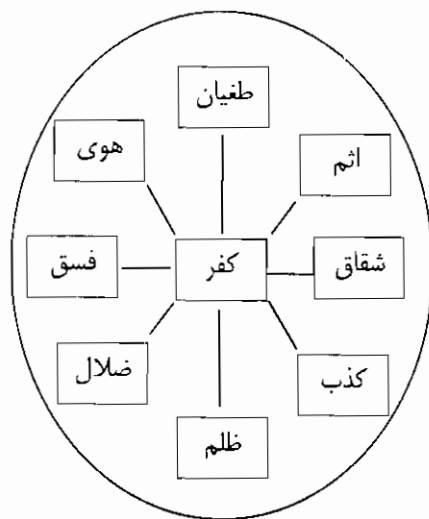 طغیان
اثم
هوی
شقاق
کفر
فسق
کذب
ضلال
ظلم